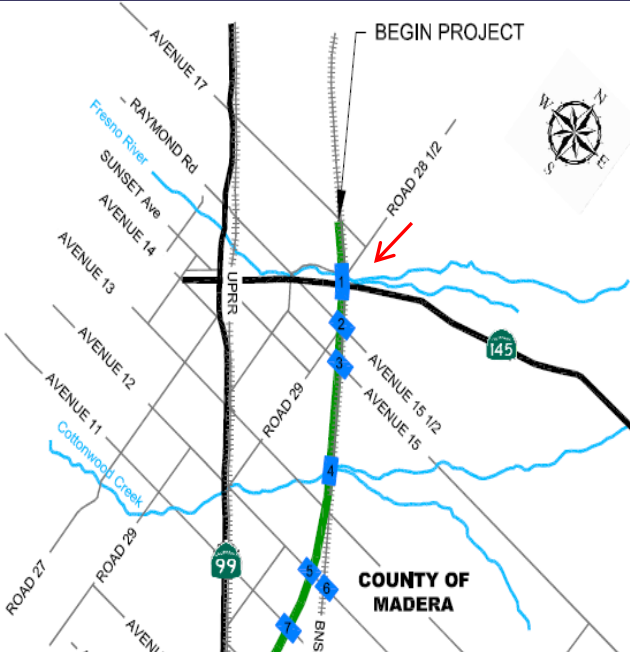 BEGIN PROJECT
AVENUE 17
N
W
E
S
RAYMOND Rd
Fresno River
ROAD 28 1/2
SUNSET Ave
AVENUE 14
AVENUE 13
UPRR
1
145
2
AVENUE 12
3
AVENUE 15 1/2
ROAD 29
AVENUE 15
AVENUE 11
Cottonwood Creek
4
ROAD 29
99
ROAD 27
5
6
COUNTY OF
MADERA
7
AVENU
BNS